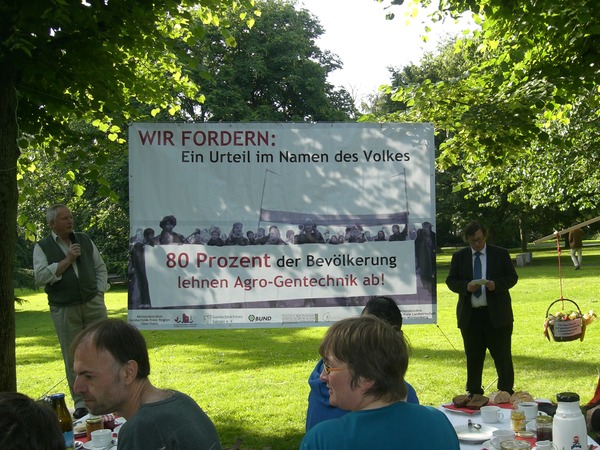 WIR FORDERN:
Ein Urteil im Namen des Volkes
80 Prozent der Bevölkerung
lehnen Agro-Gentechnik ab!
BUND